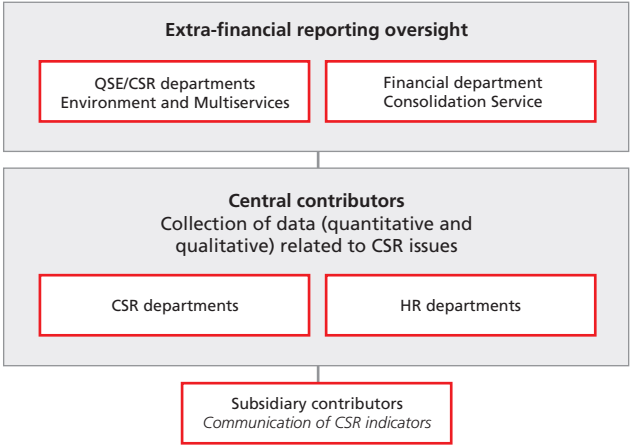 Extra-financial reporting oversight
QSE/CSR departments
Environment and Multiservices
Financial department
Consolidation Service
Central contributors
Collection of data (quantitative and
qualitative) related to CSR issues
CSR departments
HR departments
Subsidiary contributors
Communication of CSR indicators